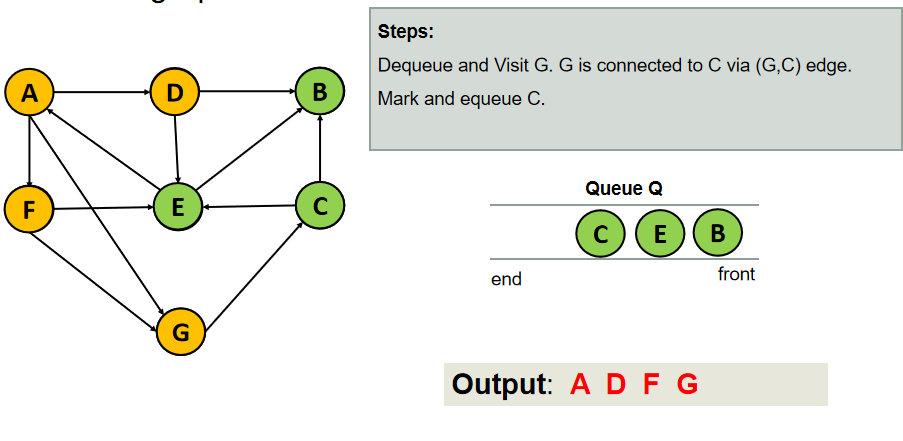 Steps:
Dequeue and Visit G. G is connected to C via (G,C) edge.
Mark and equeue C.
A D B
F E C
G
Queue Q
C E B
end front
Output: A D F G